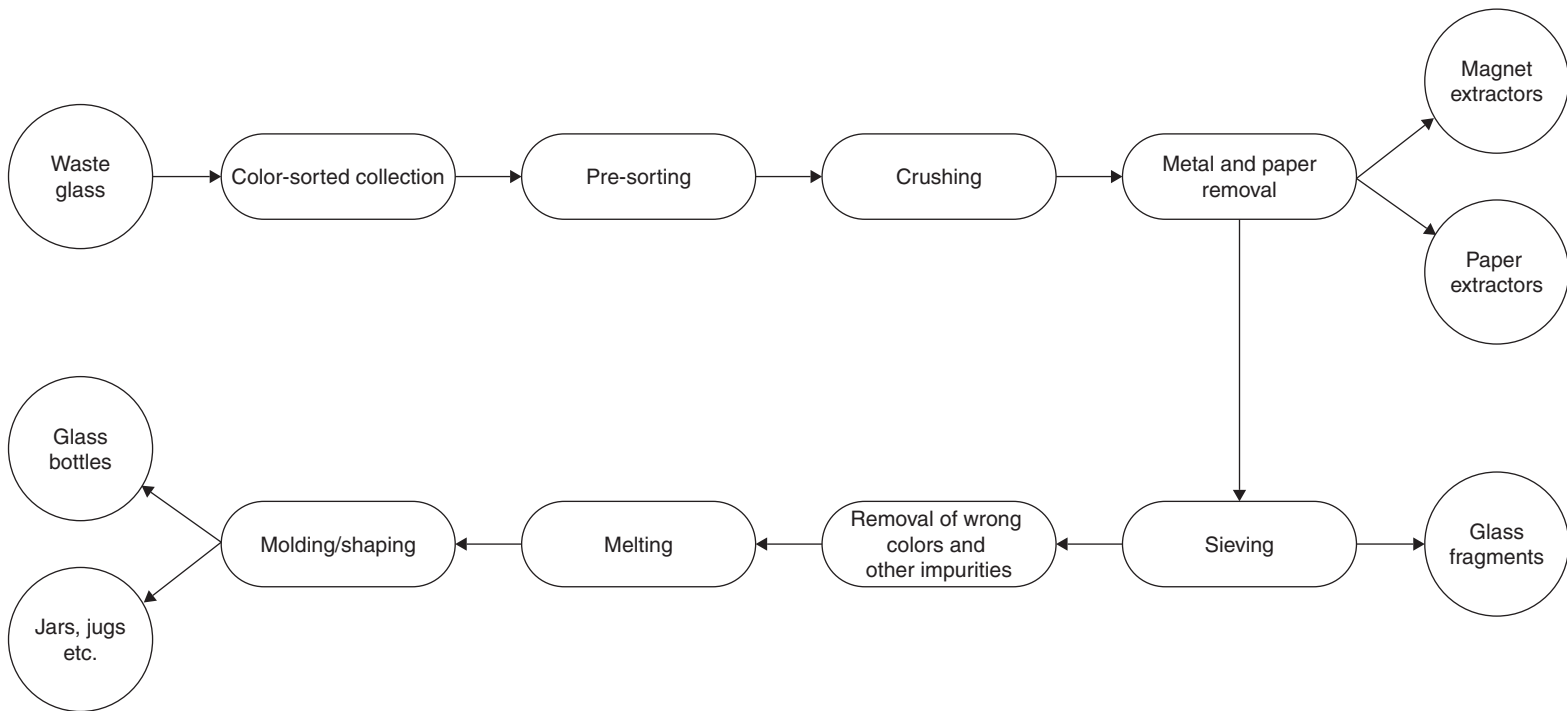 Waste
glass
Color-sorted collection
Pre-sorting
Crushing
Metal and paper
removal
Magnet
extractors
Paper
extractors
Glass
bottles
Jars, jugs
etc.
Molding/shaping
Melting
Removal of wrong
colors and
other impurities
Sieving
Glass
fragments